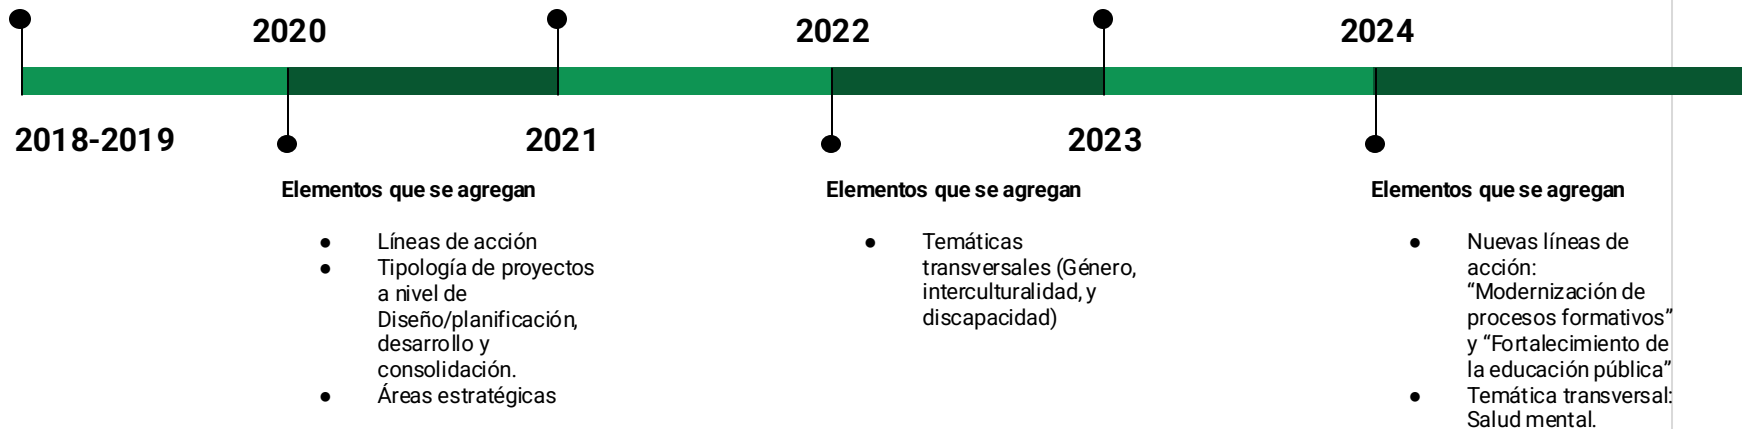 2020
2022
2024
2018-2019
2021
2023
Elementos que se agregan
● Líneas de acción
● Tipología de proyectos
a nivel de
Diseño/planificación,
desarrollo y
consolidación.
● Áreas estratégicas
Elementos que se agregan
● Temáticas
transversales (Género,
interculturalidad, y
discapacidad)
Elementos que se agregan
● Nuevas líneas de
acción:
“Modernización de
procesos formativos”
y “Fortalecimiento de
la educación pública”
● Temática transversal:
Salud mental.